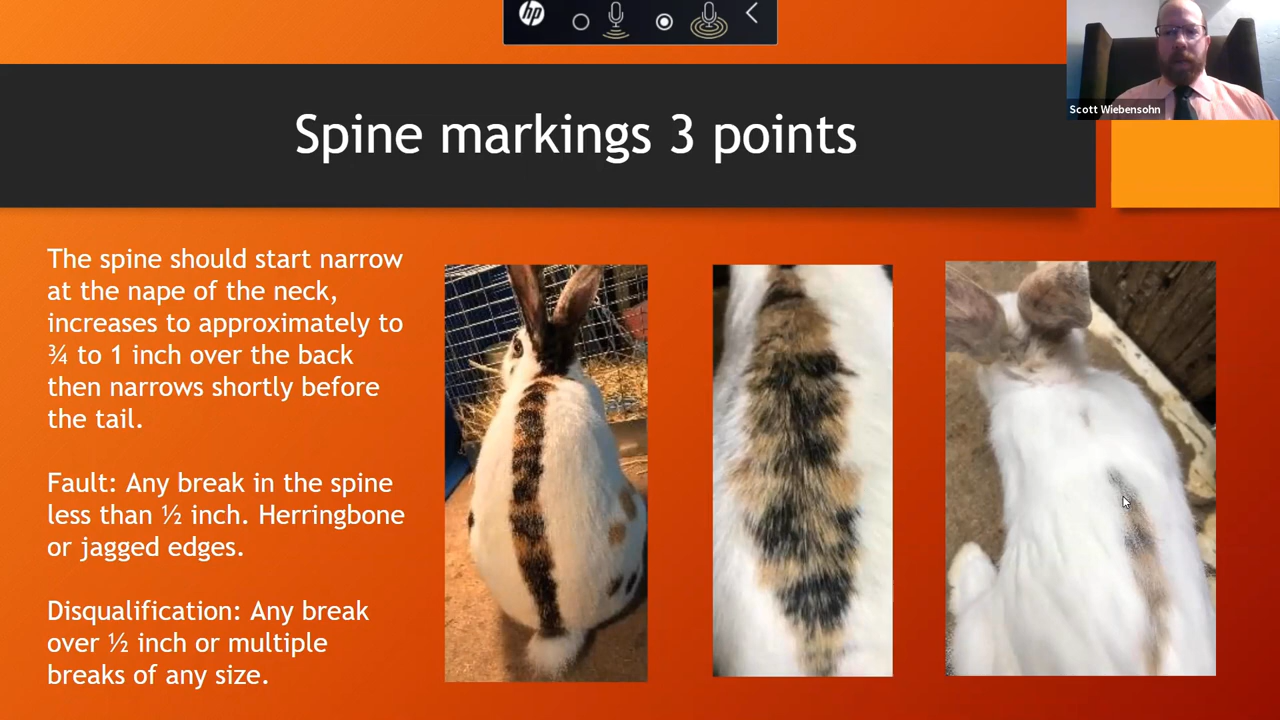 hp
Scott Wiebensohn
Spine markings 3 points
The spine should start narrow
at the nape of the neck,
increases to approximately to
¾ to 1 inch over the back
then narrows shortly before
the tail.
Fault: Any break in the spine
less than ½ inch. Herringbone
or jagged edges.
Disqualification: Any break
over ½ inch or multiple
breaks of any size.